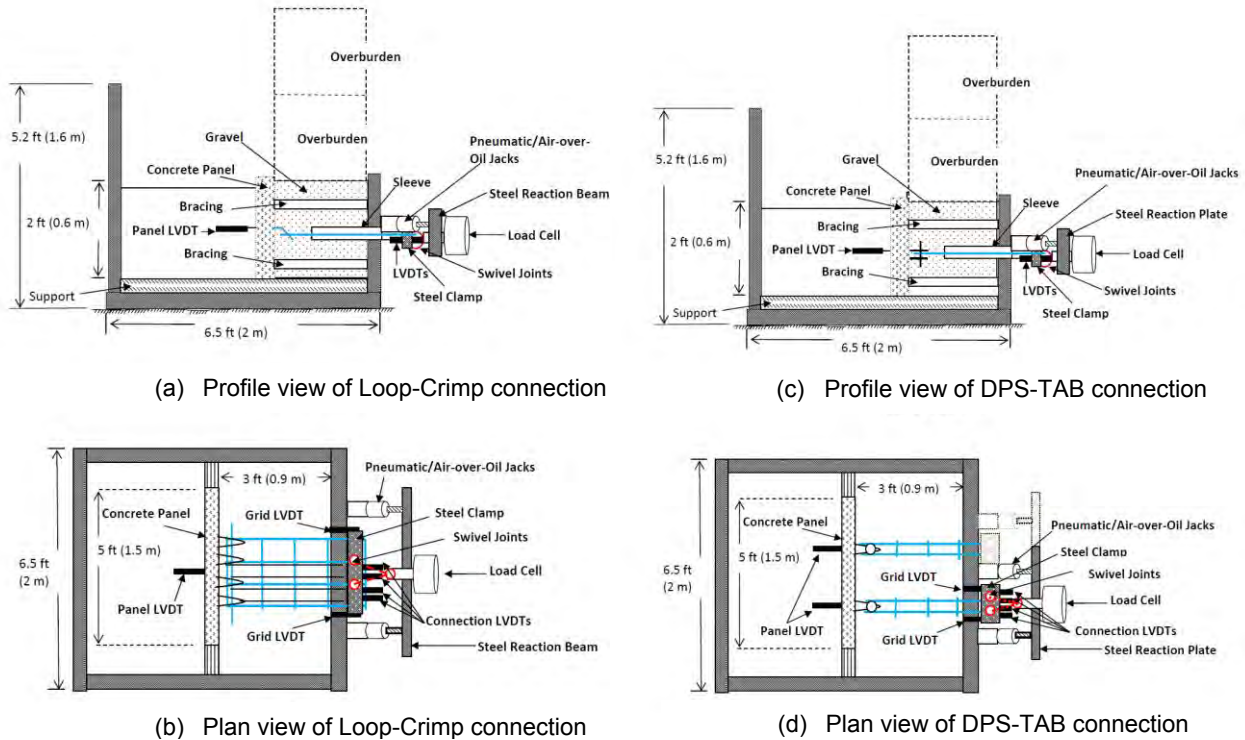 Overburden
Overburden
5.2 ft (1.6 m)
Gravel
Pneumatic/Air-over-
Oil Jacks
Concrete Panel
Sleeve
Steel Reaction Beam
Bracing
2 ft (0.6 m)
Panel LVDT
Load Cell
Bracing
LVDTs
Swivel Joints
Steel Clamp
Support
6.5 ft (2 m)
(a) Profile view of Loop-Crimp connection
Overburden
Overburden
5.2 ft (1.6 m)
Gravel
Pneumatic/Air-over-Oil Jacks
Concrete Panel
Sleeve
Steel Reaction Plate
Bracing
2 ft (0.6 m)
Panel LVDT
Load Cell
Bracing
LVDTs
Swivel Joints
Steel Clamp
Support
6.5 ft (2 m)
(c) Profile view of DPS-TAB connection
Pneumatic/Air-over-Oil Jacks
3 ft (0.9 m)
Grid LVDT
Steel Clamp
Concrete Panel
Swivel Joints
5 ft (1.5 m)
6.5 ft
(2 m)
Load Cell
Panel LVDT
Grid LVDT
Connection LVDTs
Steel Reaction Beam
(b) Plan view of Loop-Crimp connection
3 ft (0.9 m)
Concrete Panel
Pneumatic/Air-over-Oil Jacks
5 ft (1.5 m)
Steel Clamp
6.5 ft
(2 m)
Grid LVDT
Swivel Joints
Load Cell
Panel LVDT
Grid LVDT
Connection LVDTs
Steel Reaction Plate
(d) Plan view of DPS-TAB connection